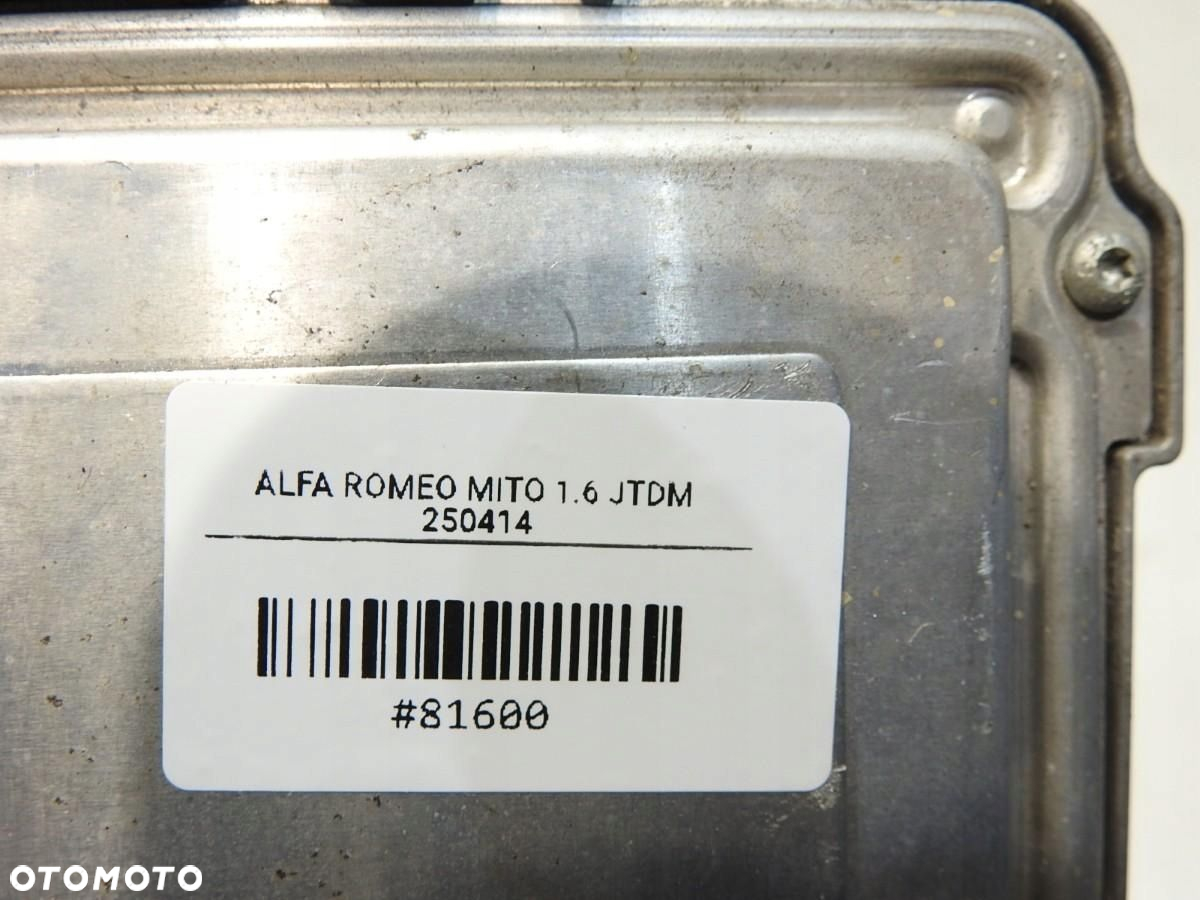 ALFA ROMEO MITO 1.6 JTDM
250414
#81600
OTOMOTO